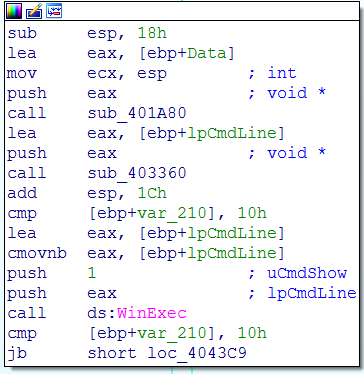 sub esp, 18h
lea eax, [ebp+Data]
mov ecx, esp ; int
push eax ; void *
call sub_401A80
lea eax, [ebp+lpCmdLine]
push eax ; void *
call sub_403360
add esp, 1Ch
cmp [ebp+var_210], 10h
lea eax, [ebp+lpCmdLine]
cmovnb eax, [ebp+lpCmdLine]
push 1 ; uCmdShow
push eax ; lpCmdLine
call ds:WinExec
cmp [ebp+var_210], 10h
jb short loc_4043C9